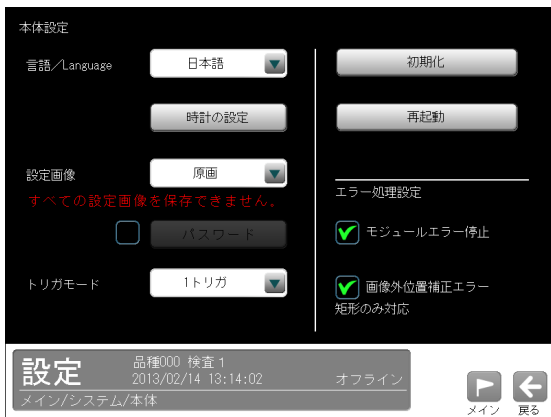 本体設定
言語／Language
日本語
時計の設定
設定画像
原画
すべての設定画像を保存できません。
パスワード
トリガモード
1トリガ
初期化
再起動
エラー処理設定
モジュールエラー停止
画像外位置補正エラー
矩形のみ対応
設定
品種000 検査1
2013/02/14 13:14:02
オフライン
メイン/システム/本体
メイン
戻る